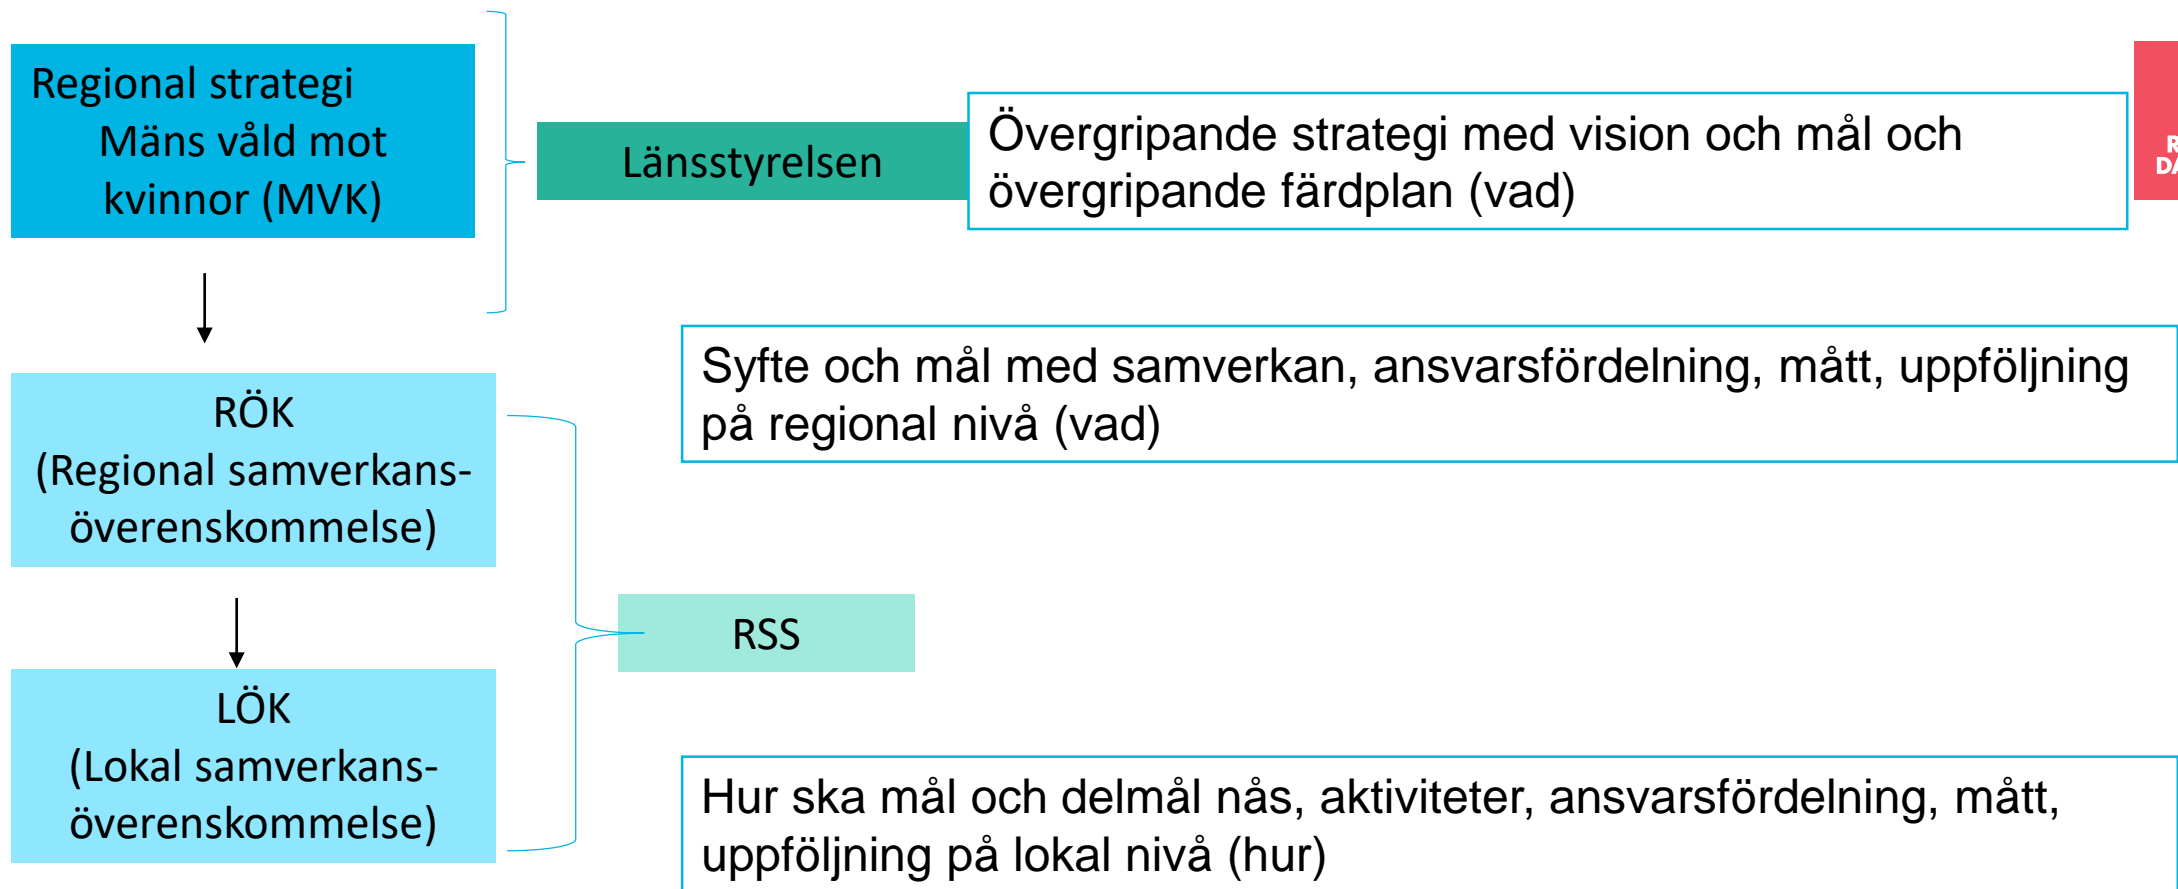 Regional strategi
Mäns våld mot
kvinnor (MVK)
Länsstyrelsen
Övergripande strategi med vision och mål och
övergripande färdplan (vad)
RÖK
(Regional samverkans-
överenskommelse)
Syfte och mål med samverkan, ansvarsfördelning, mått, uppföljning
på regional nivå (vad)
RSS
LÖK
(Lokal samverkans-
överenskommelse)
Hur ska mål och delmål nås, aktiviteter, ansvarsfördelning, mått,
uppföljning på lokal nivå (hur)